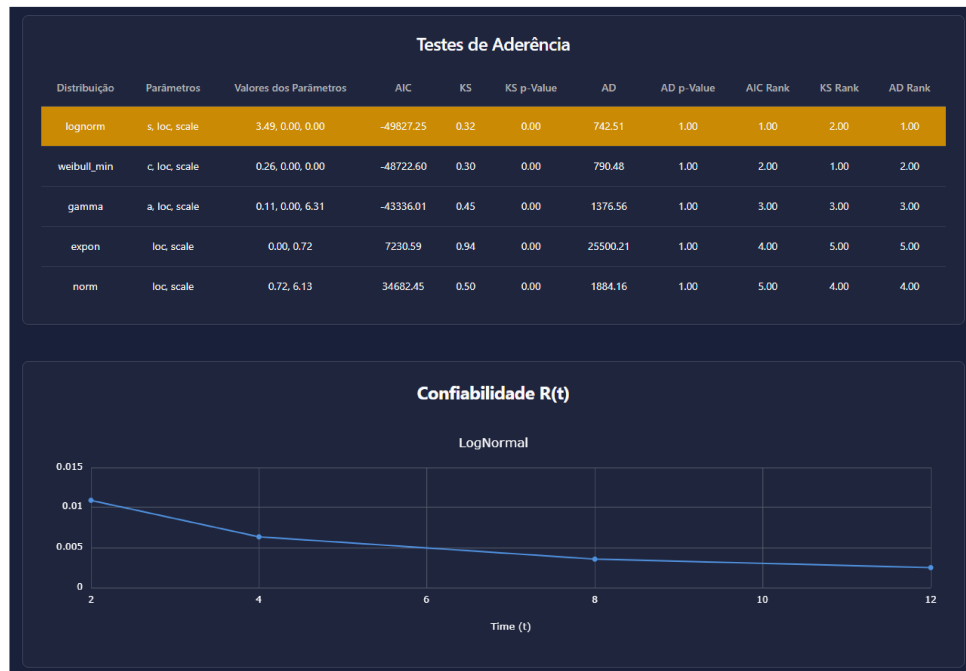 Testes de Aderência
Distribuição Parâmetros Valores dos Parâmetros AIC KS KS p-Value AD AD p-Value AIC Rank KS Rank AD Rank
lognorm s, loc, scale 3.49, 0.00, 0.00 -49827.25 0.32 0.00 742.51 1.00 1.00 2.00 1.00
weibull_min c, loc, scale 0.26, 0.00, 0.00 -48722.60 0.30 0.00 790.48 1.00 2.00 1.00 2.00
gamma a, loc, scale 0.11, 0.00, 6.31 -43336.01 0.45 0.00 1376.56 1.00 3.00 3.00 3.00
expon loc, scale 0.00, 0.72 7230.59 0.94 0.00 25500.21 1.00 4.00 5.00 5.00
norm loc, scale 0.72, 6.13 34682.45 0.50 0.00 1884.16 1.00 5.00 4.00 4.00
Confiabilidade R(t)
LogNormal
0.015
0.01
0.005
0
2 4 6 8 10 12
Time (t)